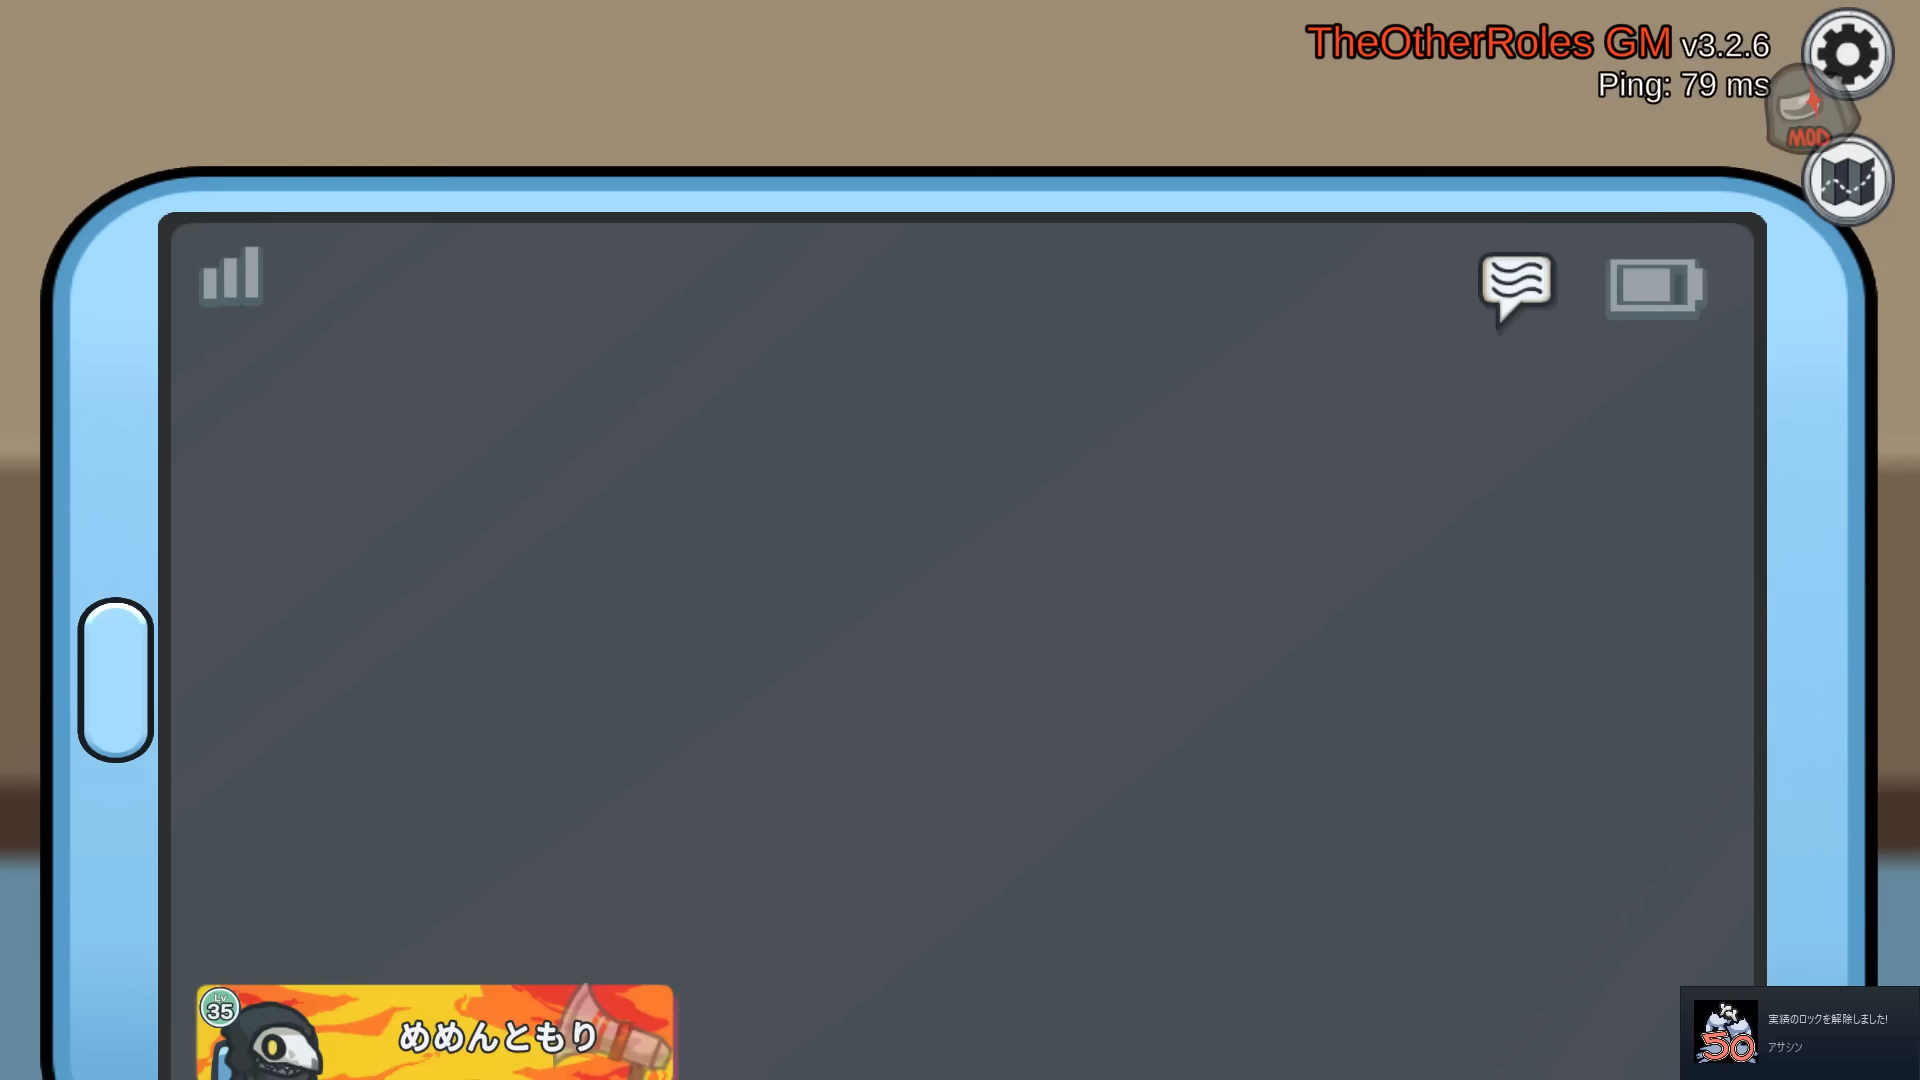 TheOtherRoles GM v3.2.6
Ping: 79 ms
MOD
Lv
35
めめんともり
実績のロックを解除しました!
50
アサシン